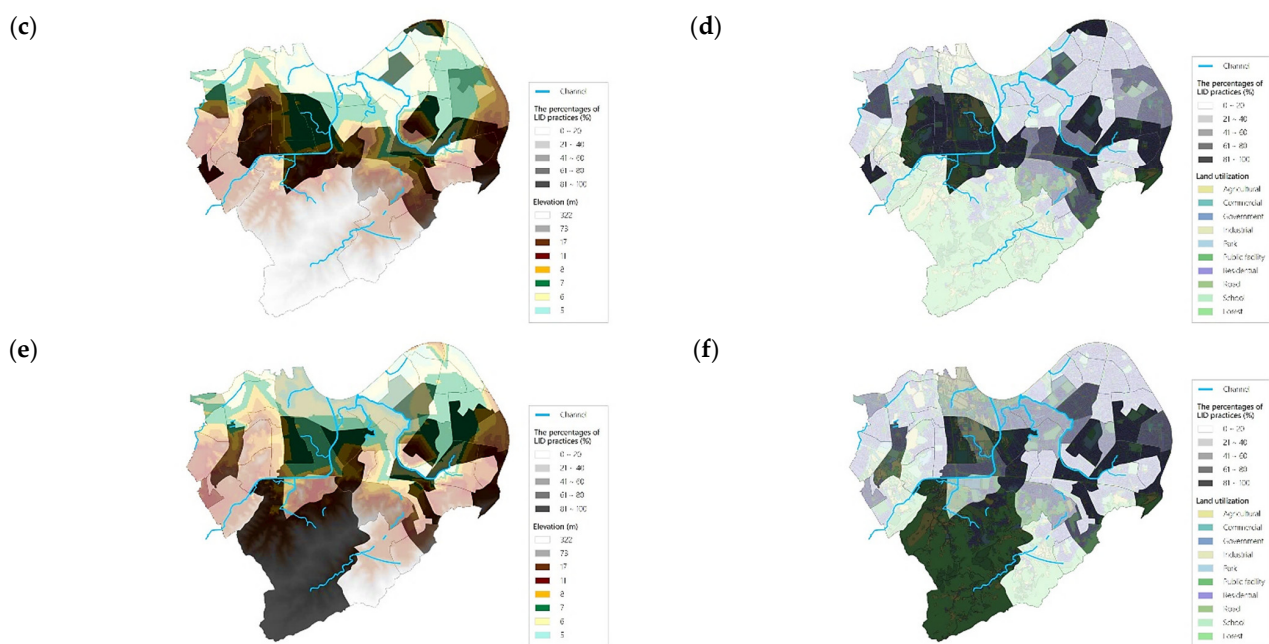 (c)
Channel
The percentages of
LID practices (%)
0 ~ 20
21 ~ 40
41 ~ 60
61 ~ 80
81 ~ 100
Elevation (m)
322
73
17
11
8
7
6
5
(d)
Channel
The percentages of
LID practices (%)
0 ~ 20
21 ~ 40
41 ~ 60
61 ~ 80
81 ~ 100
Land utilization
Agricultural
Commercial
Government
Industrial
Park
Public facility
Residential
Road
School
Forest
(e)
Channel
The percentages of
LID practices (%)
0 ~ 20
21 ~ 40
41 ~ 60
61 ~ 80
81 ~ 100
Elevation (m)
322
73
17
11
8
7
6
5
(f)
Channel
The percentages of
LID practices (%)
0 ~ 20
21 ~ 40
41 ~ 60
61 ~ 80
81 ~ 100
Land utilization
Agricultural
Commercial
Government
Industrial
Park
Public facility
Residential
Road
School
Forest